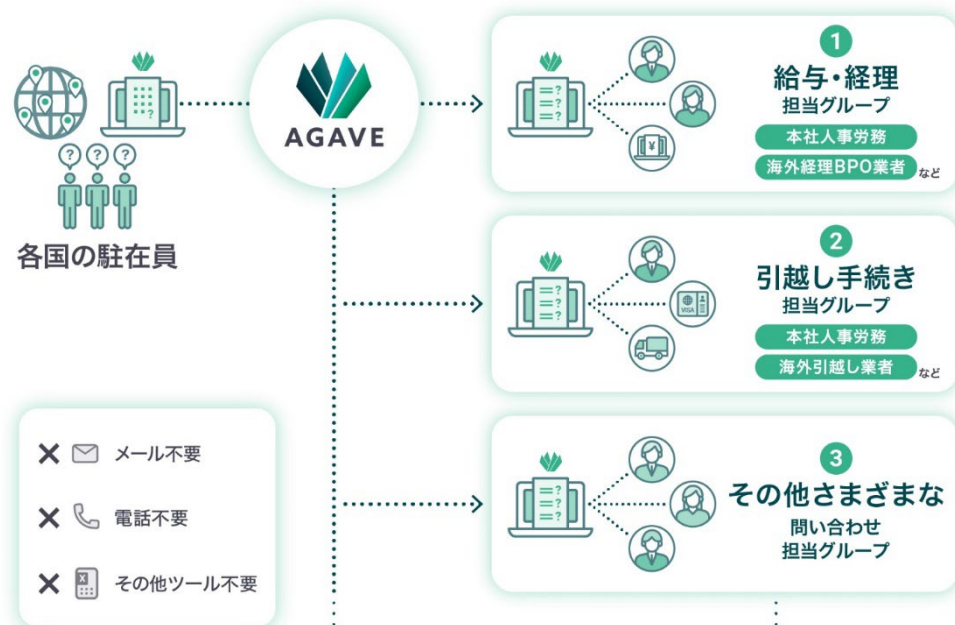 AGAVE
各国の駐在員
1
給与・経理
担当グループ
本社人事労務
海外経理BPO業者 など
2
引越し手続き
担当グループ
本社人事労務
海外引越し業者 など
VISA
3
その他さまざまな
問い合わせ
担当グループ
メール不要
電話不要
その他ツール不要